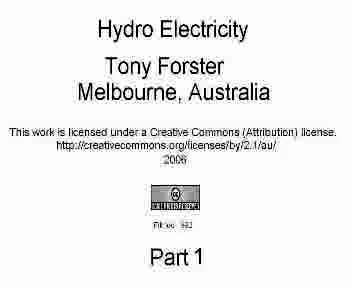 Hydro Electricity
Tony Forster
Melbourne, Australia
This work is licensed under a Creative Commons (Attribution) license.
http://creativecommons.org/licenses/by/2.1/au/
2006
cc
Part 1